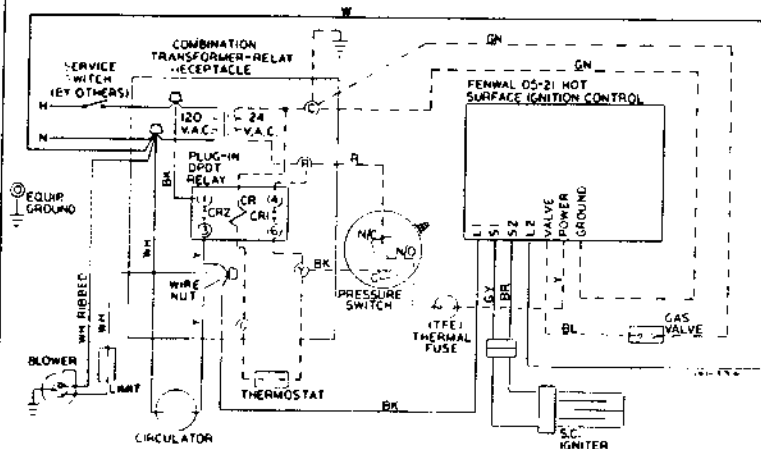 W
COMBINATION
TRANSFORMER-RELAY
RECEPTACLE
GN
GN
SERVICE
SWITCH
(BY OTHERS)
H
N
120
V.A.C.
24
V.A.C.
C
FENWAL 05-21 HOT
SURFACE IGNITION CONTROL
PLUG-IN
DPDT
RELAY
R
R
BK
CR
CR2
CR1
(4)
3
(6)
EQUIP.
GROUND
N/C
N/O
C
L1
S1
S2
L2
VALVE
POWER
GROUND
WH
Y
BK
Y
WIRE
NUT
PRESSURE
SWITCH
GY
BR
Y
(TFE)
THERMAL
FUSE
GAS
VALVE
BL
WH RIBBED
WH
Y
BLOWER
LIMIT
THERMOSTAT
BK
CIRCULATOR
S.C.
IGNITER